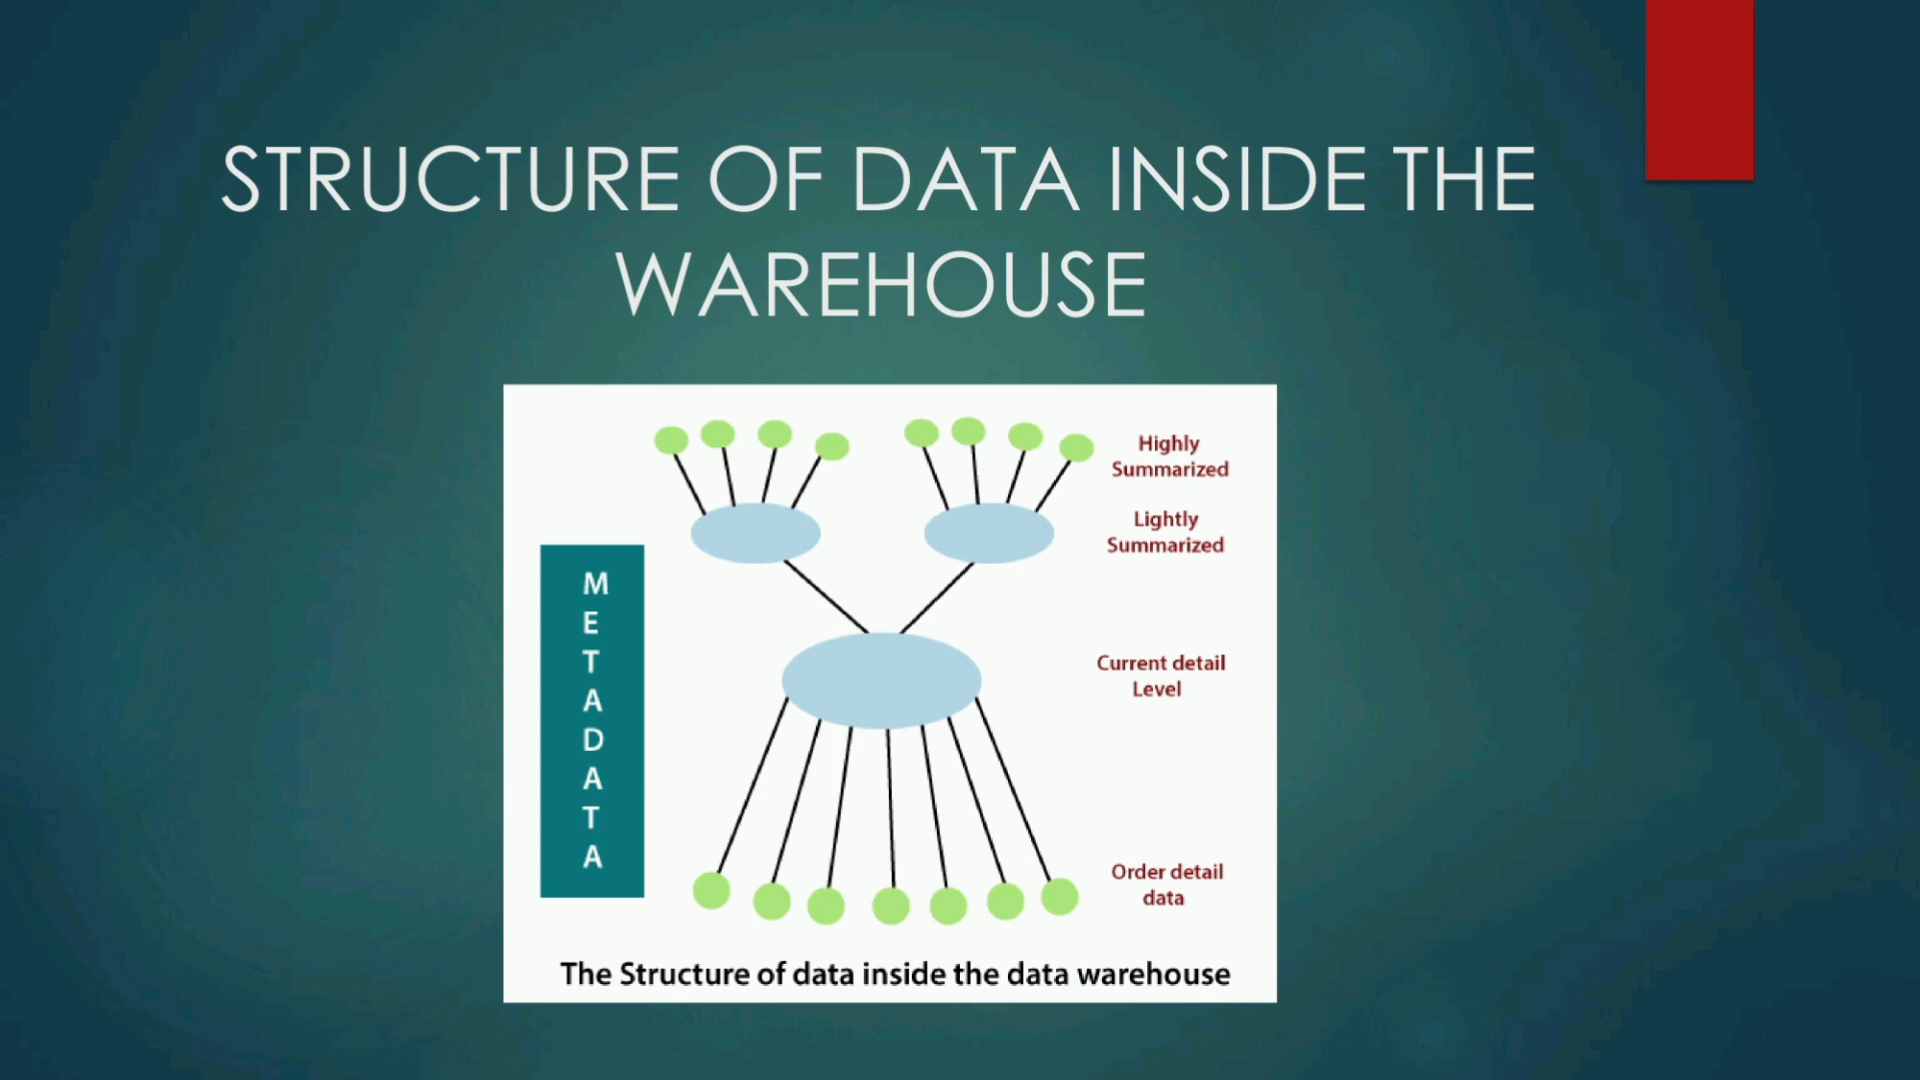 STRUCTURE OF DATA INSIDE THE
WAREHOUSE
Highly
Summarized
Lightly
Summarized
M
E
T
A
D
A
T
A
Current detail
Level
Order detail
data
The Structure of data inside the data warehouse